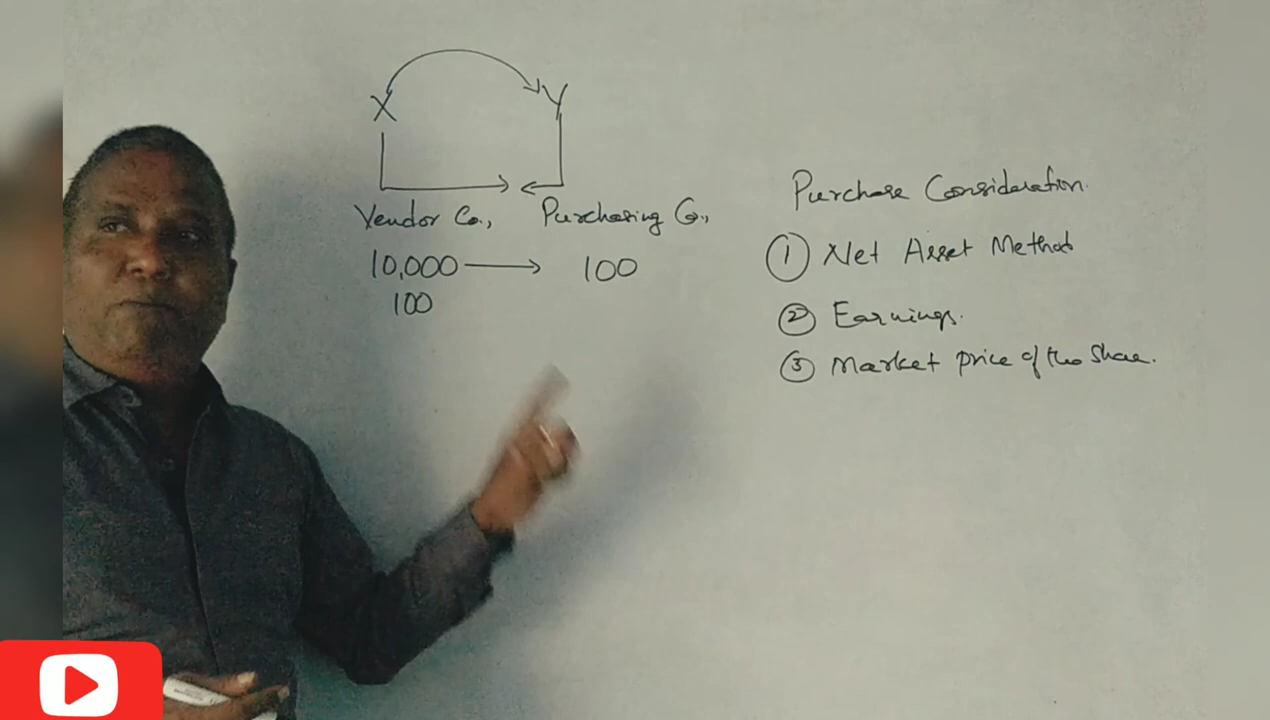 X Y
Vendor Co., Purchasing Co.,
10,000 100
100
Purchase Consideration.
① Net Asset Method
② Earnings.
③ Market price of the Share.